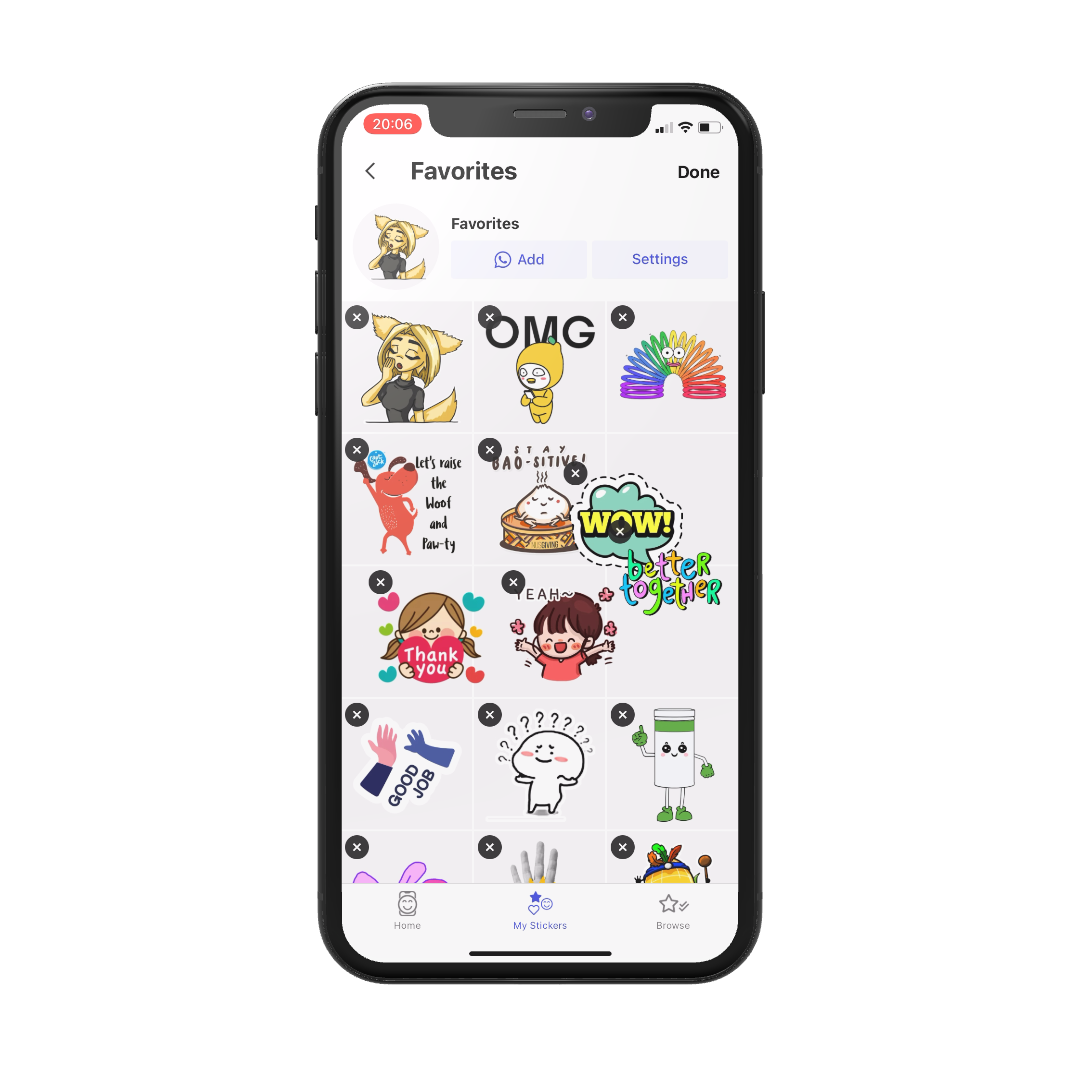 20:06
Favorites
Done
Favorites
Add
Settings
OMG
Let's raise
the
Woof
and
Paw-ty
STAY
BAO-SITIVE!
WOW!
better
together
YEAH~
Thank
you
GOOD
JOB
? ? ? ? ? ? ? ? ? ?
Home
My Stickers
Browse